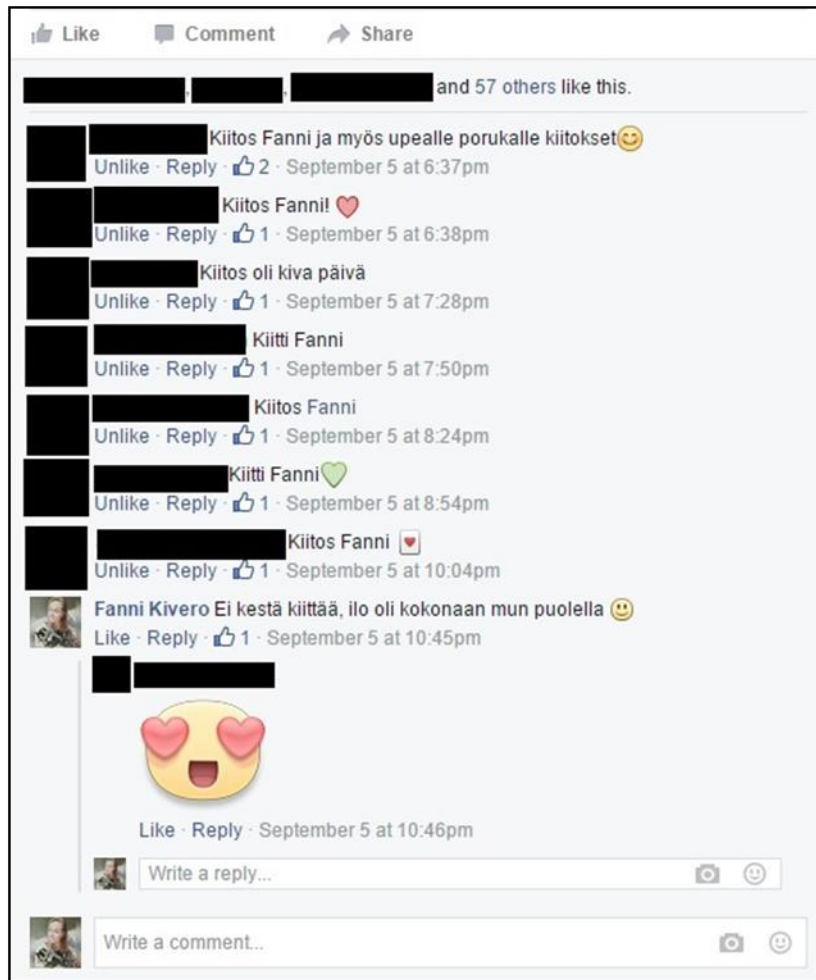 Like Comment Share
, , and 57 others like this.
Kiitos Fanni ja myös upealle porukalle kiitokset
Unlike · Reply · 2 · September 5 at 6:37pm
Kiitos Fanni!
Unlike · Reply · 1 · September 5 at 6:38pm
Kiitos oli kiva päivä
Unlike · Reply · 1 · September 5 at 7:28pm
Kiitti Fanni
Unlike · Reply · 1 · September 5 at 7:50pm
Kiitos Fanni
Unlike · Reply · 1 · September 5 at 8:24pm
Kiitti Fanni
Unlike · Reply · 1 · September 5 at 8:54pm
Kiitos Fanni
Unlike · Reply · 1 · September 5 at 10:04pm
Fanni Kivero Ei kestä kiittää, ilo oli kokonaan mun puolella
Like · Reply · 1 · September 5 at 10:45pm
Like · Reply · September 5 at 10:46pm
Write a reply...
Write a comment...